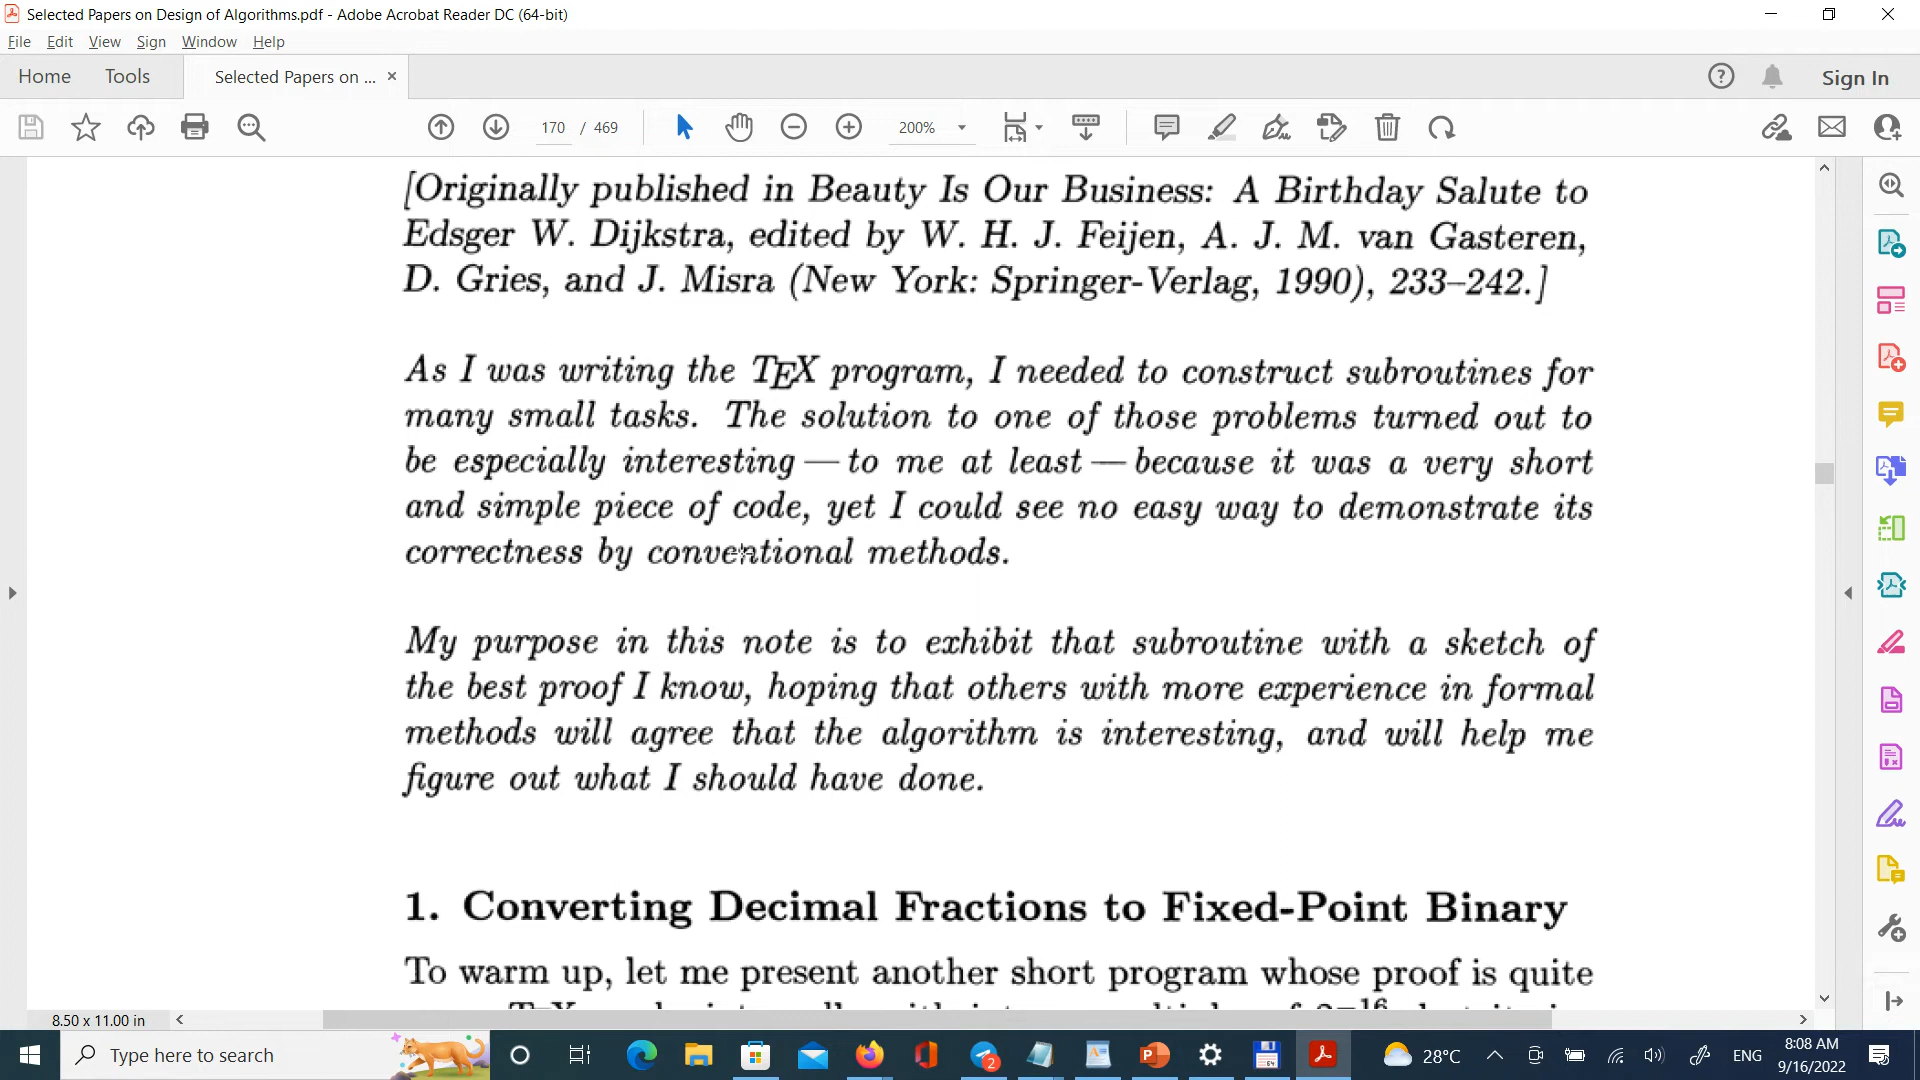 Selected Papers on Design of Algorithms.pdf - Adobe Acrobat Reader DC (64-bit)
File Edit View Sign Window Help
Home Tools Selected Papers on ... × Sign In
170 / 469 200%
[Originally published in Beauty Is Our Business: A Birthday Salute to
Edsger W. Dijkstra, edited by W. H. J. Feijen, A. J. M. van Gasteren,
D. Gries, and J. Misra (New York: Springer-Verlag, 1990), 233–242.]
As I was writing the TEX program, I needed to construct subroutines for
many small tasks. The solution to one of those problems turned out to
be especially interesting — to me at least — because it was a very short
and simple piece of code, yet I could see no easy way to demonstrate its
correctness by conventional methods.
My purpose in this note is to exhibit that subroutine with a sketch of
the best proof I know, hoping that others with more experience in formal
methods will agree that the algorithm is interesting, and will help me
figure out what I should have done.
1. Converting Decimal Fractions to Fixed-Point Binary
To warm up, let me present another short program whose proof is quite
8.50 x 11.00 in
Type here to search 2 28°C ENG 8:08 AM
9/16/2022